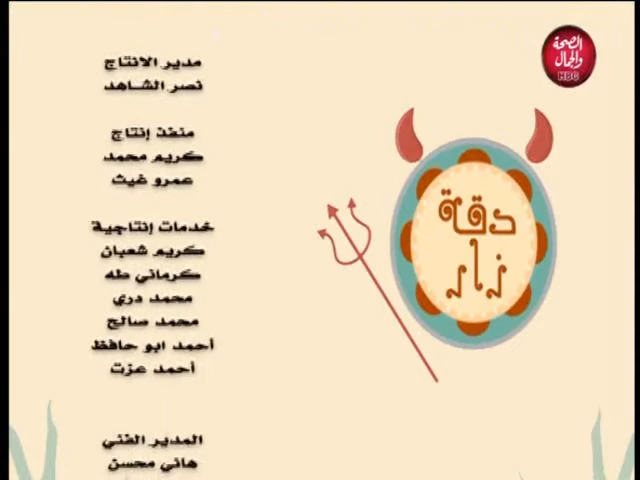 الصحة
والجمال
HBC
مدير الانتاج
نصر الشاهد
منفذ إنتاج
كريم محمد
عمرو غيث
خدمات إنتاجية
كريم شعبان
كرماني طه
محمد دري
محمد صالح
أحمد ابو حافظ
أحمد عزت
المدير الفني
هاني محسن
دقة
زار